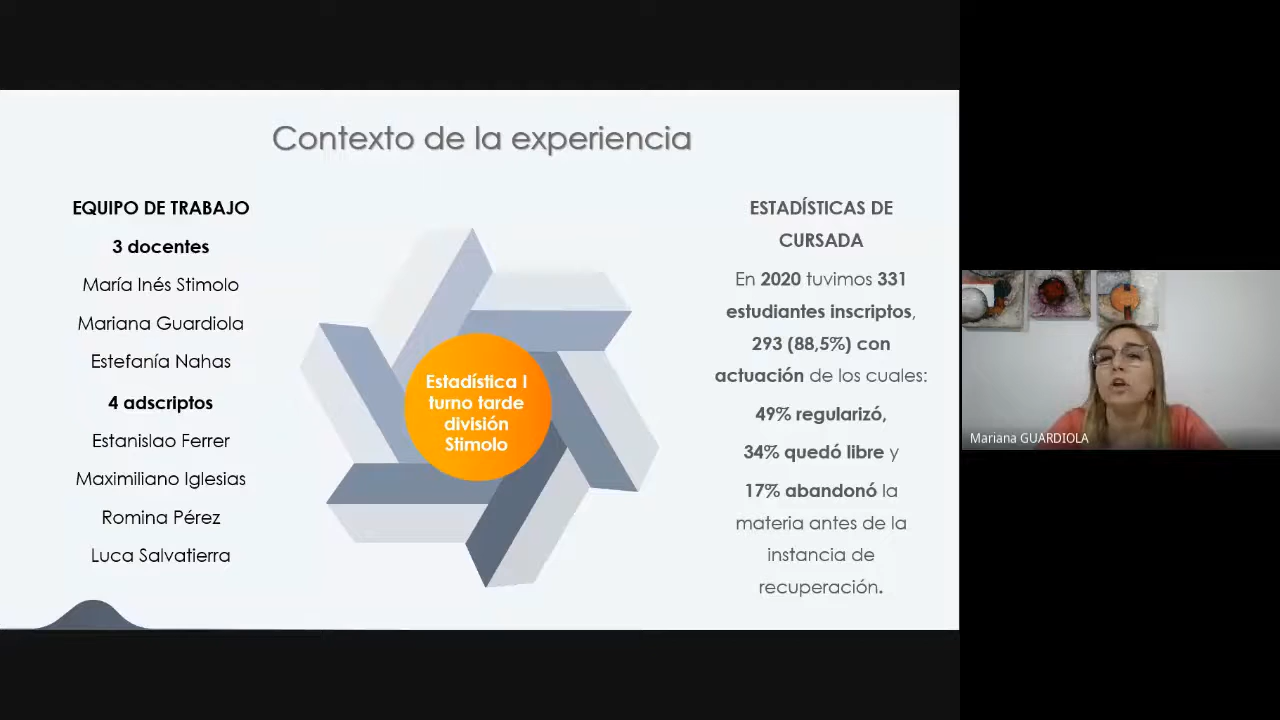 Contexto de la experiencia
EQUIPO DE TRABAJO
3 docentes
María Inés Stimolo
Mariana Guardiola
Estefanía Nahas
4 adscriptos
Estanislao Ferrer
Maximiliano Iglesias
Romina Pérez
Luca Salvatierra
Estadística I
turno tarde
división
Stimolo
ESTADÍSTICAS DE
CURSADA
En 2020 tuvimos 331
estudiantes inscriptos,
293 (88,5%) con
actuación de los cuales:
49% regularizó,
34% quedó libre y
17% abandonó la
materia antes de la
instancia de
recuperación.
Mariana GUARDIOLA